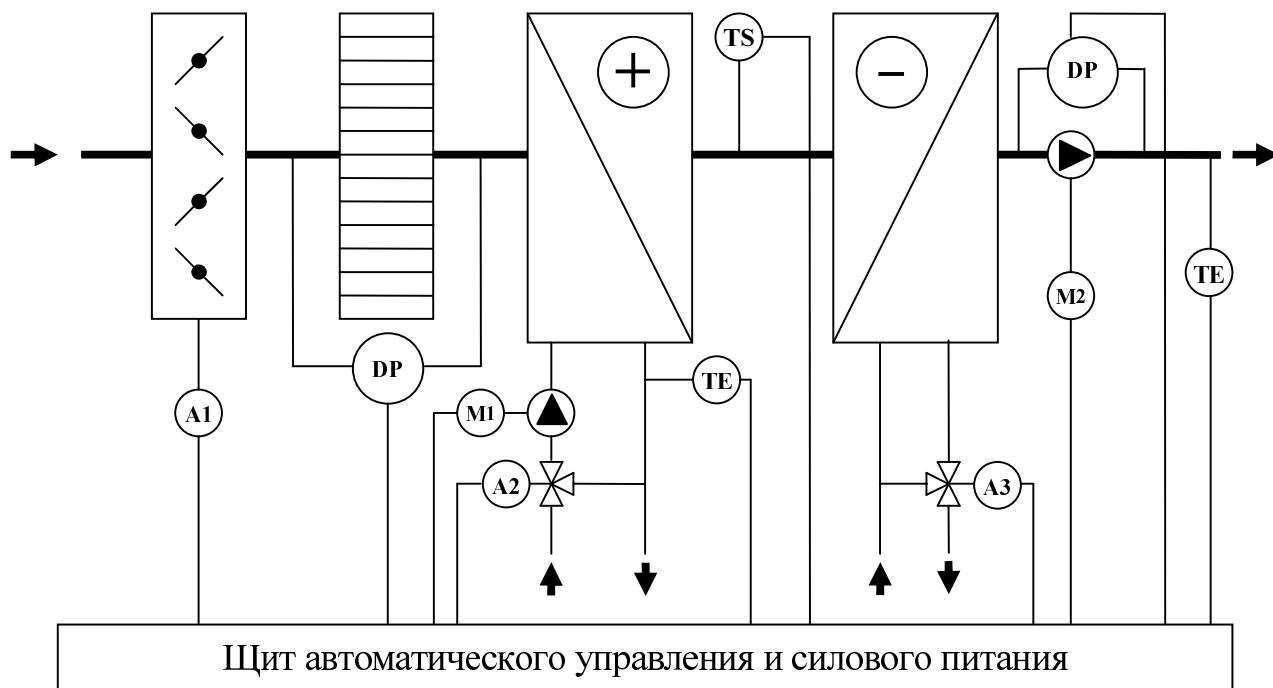 TS
DP
TE
M2
DP
TE
A1
M1
A2
A3
Щит автоматического управления и силового питания